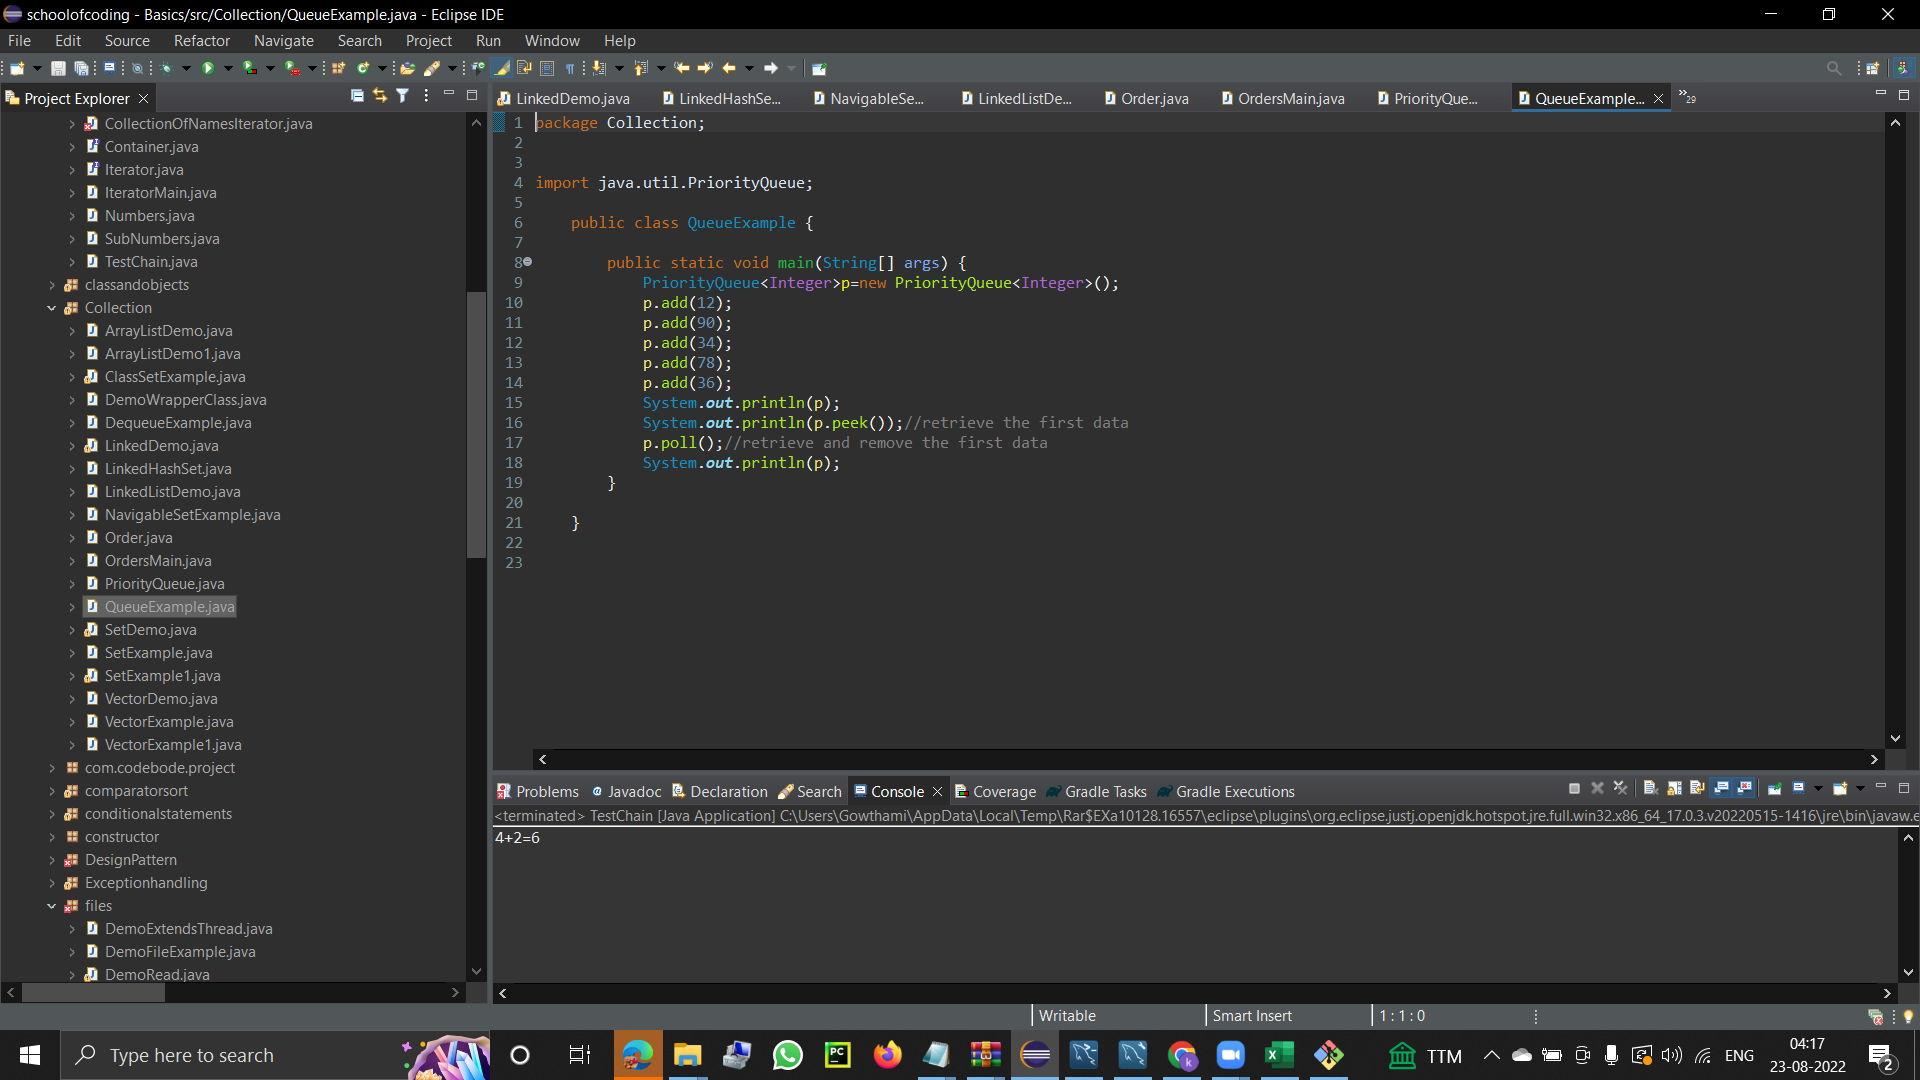 schoolofcoding - Basics/src/Collection/QueueExample.java - Eclipse IDE
File Edit Source Refactor Navigate Search Project Run Window Help
Project Explorer
CollectionOfNamesIterator.java
Container.java
Iterator.java
IteratorMain.java
Numbers.java
SubNumbers.java
TestChain.java
classandobjects
Collection
ArrayListDemo.java
ArrayListDemo1.java
ClassSetExample.java
DemoWrapperClass.java
DequeueExample.java
LinkedDemo.java
LinkedHashSet.java
LinkedListDemo.java
NavigableSetExample.java
Order.java
OrdersMain.java
PriorityQueue.java
QueueExample.java
SetDemo.java
SetExample.java
SetExample1.java
VectorDemo.java
VectorExample.java
VectorExample1.java
com.codebode.project
comparatorsort
conditionalstatements
constructor
DesignPattern
Exceptionhandling
files
DemoExtendsThread.java
DemoFileExample.java
DemoRead.java
LinkedDemo.java LinkedHashSe... NavigableSe... LinkedListDe... Order.java OrdersMain.java PriorityQue... QueueExample... »29
1 package Collection;
2
3
4 import java.util.PriorityQueue;
5
6 public class QueueExample {
7
8 public static void main(String[] args) {
9 PriorityQueue<Integer>p=new PriorityQueue<Integer>();
10 p.add(12);
11 p.add(90);
12 p.add(34);
13 p.add(78);
14 p.add(36);
15 System.out.println(p);
16 System.out.println(p.peek());//retrieve the first data
17 p.poll();//retrieve and remove the first data
18 System.out.println(p);
19 }
20
21 }
22
23
Problems Javadoc Declaration Search Console Coverage Gradle Tasks Gradle Executions
<terminated> TestChain [Java Application] C:\Users\Gowthami\AppData\Local\Temp\Rar$EXa10128.16557\eclipse\plugins\org.eclipse.justj.openjdk.hotspot.jre.full.win32.x86_64_17.0.3.v20220515-1416\jre\bin\javaw.e
4+2=6
Writable Smart Insert 1 : 1 : 0
Type here to search
PC
k
TTM
ENG
04:17
23-08-2022
2